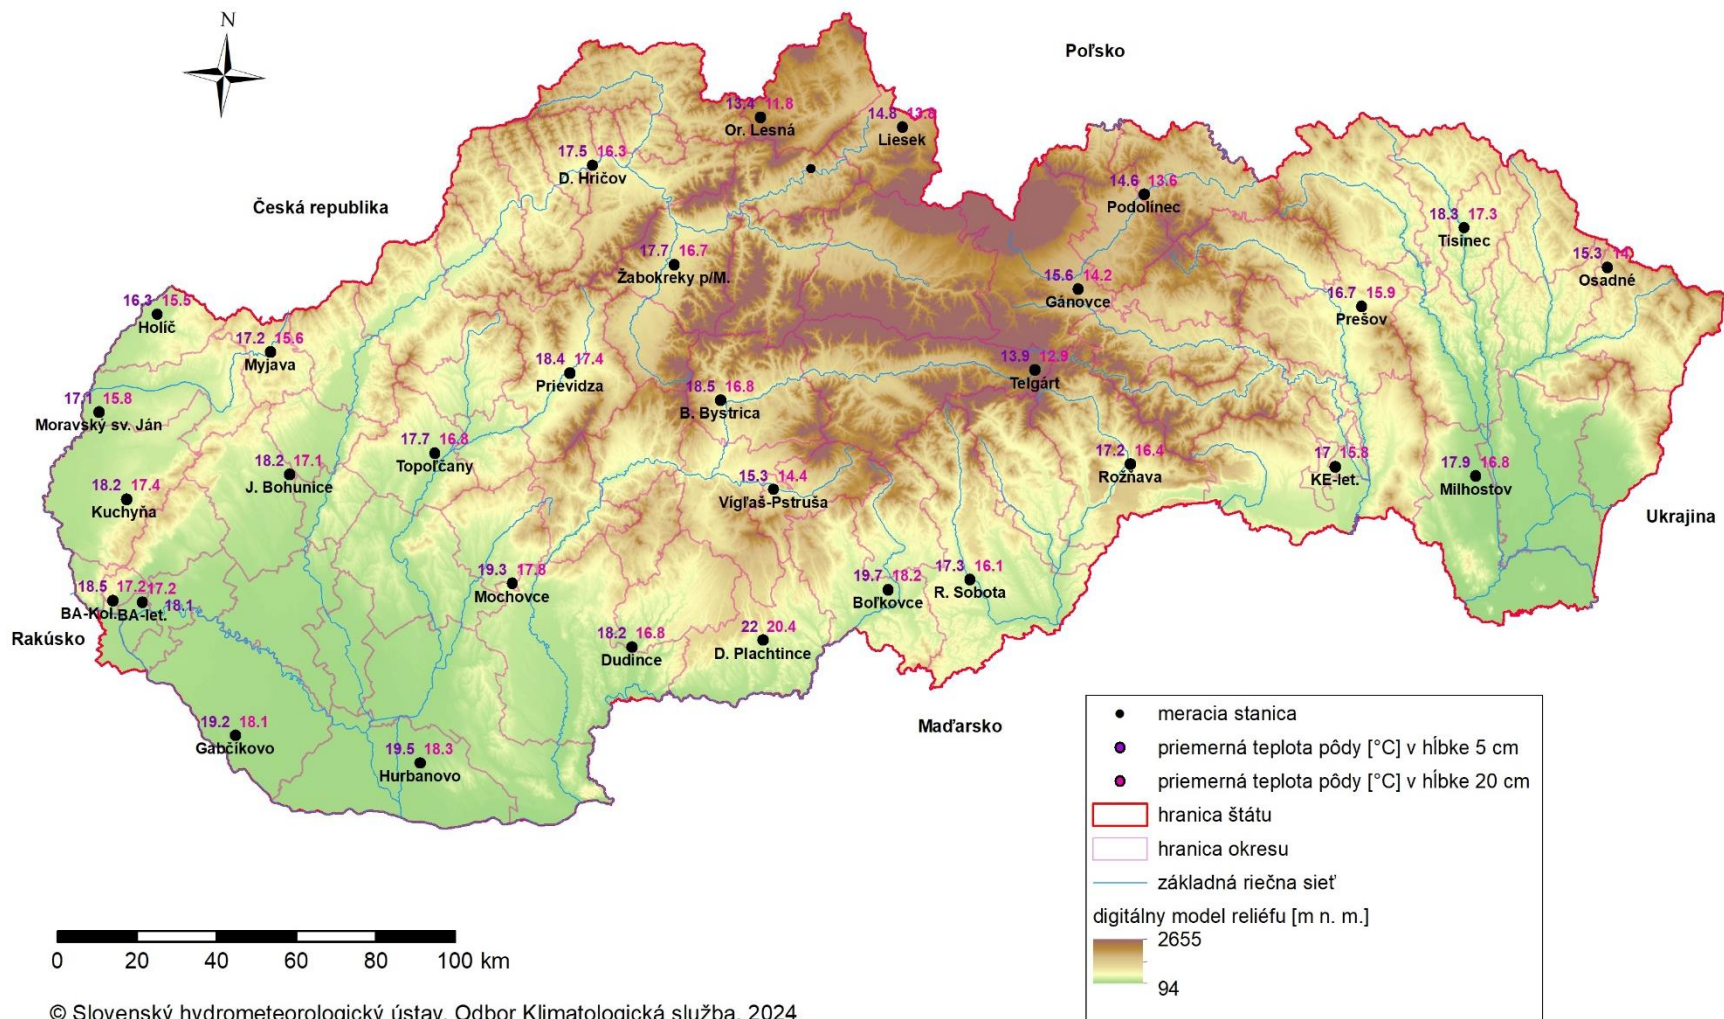 N
Poľsko
13.4 11.8
Or. Lesná
14.8 13.8
Liesek
17.5 16.3
D. Hričov
Česká republika
14.6 13.6
Podolínec
18.3 17.3
Tisinec
17.7 16.7
Žabokreky p/M.
15.3
Osadné
15.6 14.2
Gánovce
16.3 15.5
Holíč
16.7 15.9
Prešov
17.2 15.6
Myjava
18.4 17.4
Prievidza
13.9 12.9
Telgárt
18.5 16.8
B. Bystrica
17.1 15.8
Moravský sv. Ján
17.7 16.8
Topoľčany
17.2 16.4
Rožňava
17 15.8
KE-let.
18.2 17.1
J. Bohunice
17.9 16.8
Milhostov
15.3 14.4
Vígľaš-Pstruša
18.2 17.4
Kuchyňa
Ukrajina
19.3 17.8
Mochovce
19.7 18.2
Boľkovce
17.3 16.1
R. Sobota
18.5 17.2 17.2
BA-Kol. BA-let. 18.1
Rakúsko
18.2 16.8
Dudince
22 20.4
D. Plachtince
19.2 18.1
Gabčíkovo
19.5 18.3
Hurbanovo
Maďarsko
meracia stanica
priemerná teplota pôdy [°C] v hĺbke 5 cm
priemerná teplota pôdy [°C] v hĺbke 20 cm
hranica štátu
hranica okresu
základná riečna sieť
digitálny model reliéfu [m n. m.]
2655
94
0 20 40 60 80 100 km
© Slovenský hydrometeorologický ústav, Odbor Klimatologická služba, 2024